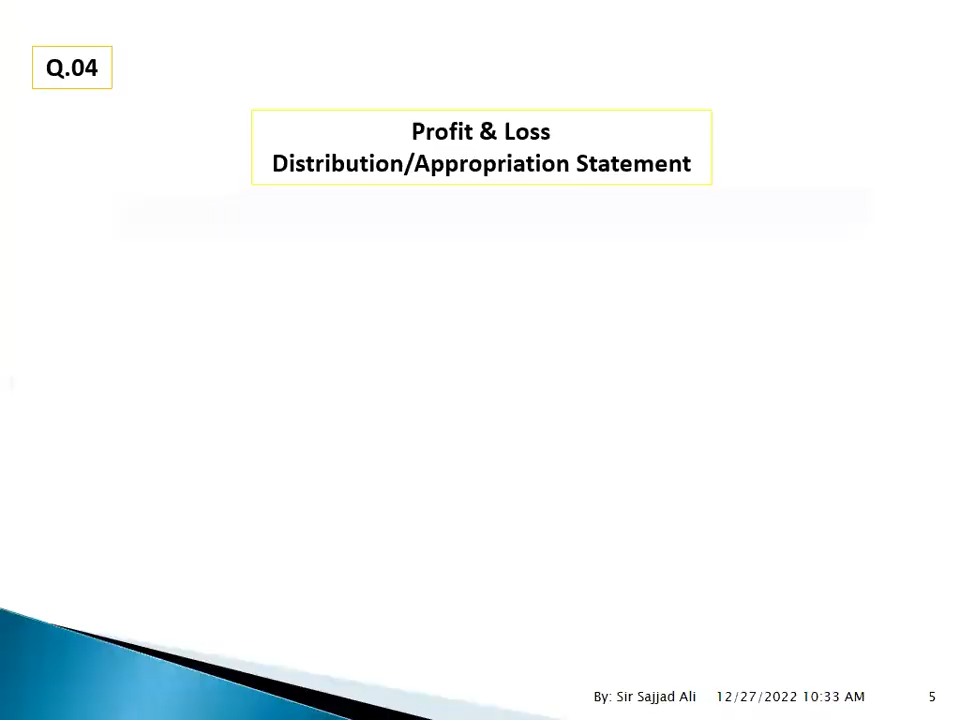 Q.04
Profit & Loss
Distribution/Appropriation Statement
By: Sir Sajjad Ali 12/27/2022 10:33 AM 5